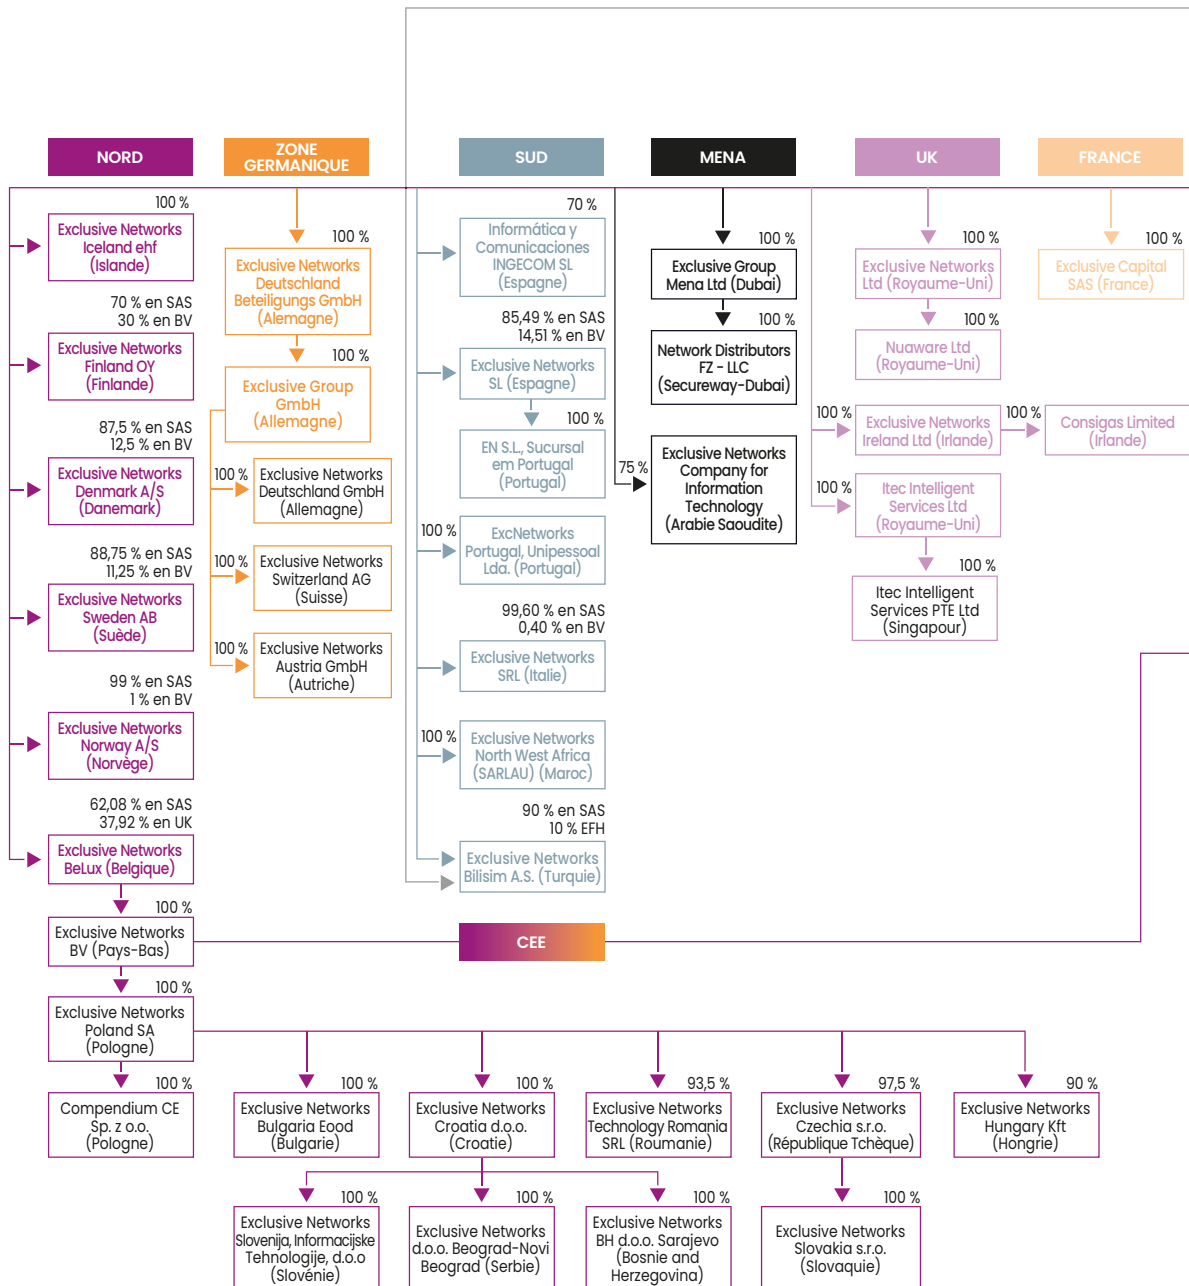 NORD
100 %
Exclusive Networks
Iceland ehf
(Islande)
70 % en SAS
30 % en BV
Exclusive Networks
Finland OY
(Finlande)
87,5 % en SAS
12,5 % en BV
Exclusive Networks
Denmark A/S
(Danemark)
88,75 % en SAS
11,25 % en BV
Exclusive Networks
Sweden AB
(Suède)
99 % en SAS
1 % en BV
Exclusive Networks
Norway A/S
(Norvège)
62,08 % en SAS
37,92 % en UK
Exclusive Networks
BeLux (Belgique)
100 %
Exclusive Networks
BV (Pays-Bas)
100 %
Exclusive Networks
Poland SA
(Pologne)
100 %
Compendium CE
Sp. z o.o.
(Pologne)
ZONE
GERMANIQUE
100 %
Exclusive Networks
Deutschland
Beteiligungs GmbH
(Alemagne)
100 %
Exclusive Group
GmbH
(Allemagne)
100 %
Exclusive Networks
Deutschland GmbH
(Allemagne)
100 %
Exclusive Networks
Switzerland AG
(Suisse)
100 %
Exclusive Networks
Austria GmbH
(Autriche)
SUD
70 %
Informática y
Comunicaciones
INGECOM SL
(Espagne)
85,49 % en SAS
14,51 % en BV
Exclusive Networks
SL (Espagne)
100 %
EN S.L., Sucursal
em Portugal
(Portugal)
100 %
ExcNetworks
Portugal, Unipessoal
Lda. (Portugal)
99,60 % en SAS
0,40 % en BV
Exclusive Networks
SRL (Italie)
100 %
Exclusive Networks
North West Africa
(SARLAU) (Maroc)
90 % en SAS
10 % EFH
Exclusive Networks
Bilisim A.S. (Turquie)
MENA
100 %
Exclusive Group
Mena Ltd (Dubai)
100 %
Network Distributors
FZ - LLC
(Secureway-Dubai)
75 %
Exclusive Networks
Company for
Information
Technology
(Arabie Saoudite)
UK
100 %
Exclusive Networks
Ltd (Royaume-Uni)
100 %
Nuaware Ltd
(Royaume-Uni)
100 %
Exclusive Networks
Ireland Ltd (Irlande)
100 %
Consigas Limited
(Irlande)
100 %
Itec Intelligent
Services Ltd
(Royaume-Uni)
100 %
Itec Intelligent
Services PTE Ltd
(Singapour)
FRANCE
100 %
Exclusive Capital
SAS (France)
CEE
100 %
Exclusive Networks
Bulgaria Eood
(Bulgarie)
100 %
Exclusive Networks
Croatia d.o.o.
(Croatie)
93,5 %
Exclusive Networks
Technology Romania
SRL (Roumanie)
97,5 %
Exclusive Networks
Czechia s.r.o.
(République Tchèque)
90 %
Exclusive Networks
Hungary Kft
(Hongrie)
100 %
Exclusive Networks
Slovenija, Informacijske
Tehnologije, d.o.o
(Slovénie)
100 %
Exclusive Networks
d.o.o. Beograd-Novi
Beograd (Serbie)
100 %
Exclusive Networks
BH d.o.o. Sarajevo
(Bosnie and
Herzegovina)
100 %
Exclusive Networks
Slovakia s.r.o.
(Slovaquie)